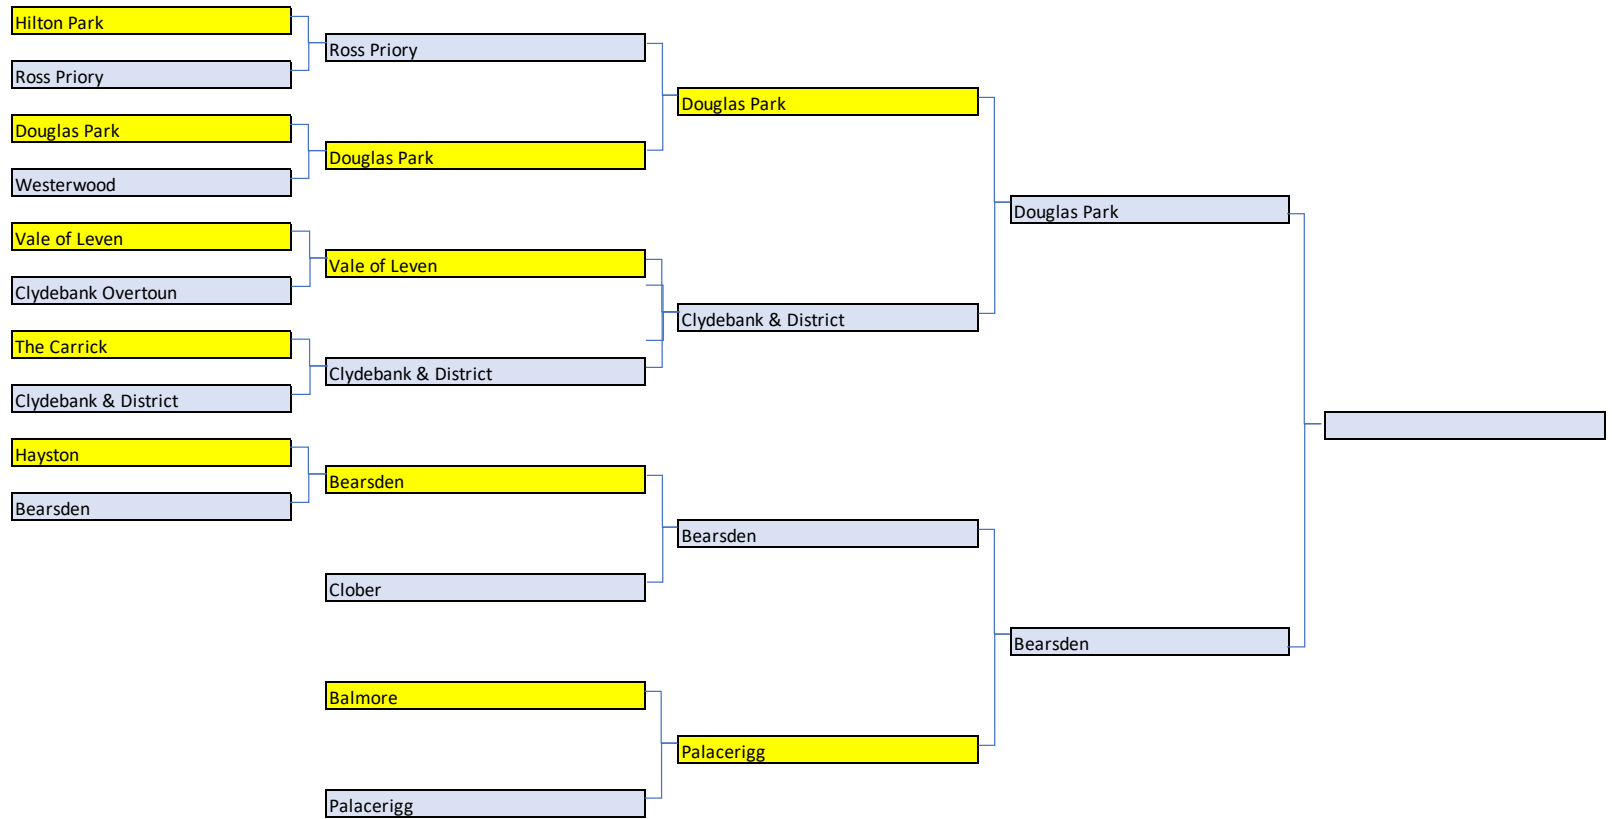 Hilton Park
Ross Priory
Douglas Park
Westerwood
Vale of Leven
Clydebank Overtoun
The Carrick
Clydebank & District
Hayston
Bearsden
Ross Priory
Douglas Park
Vale of Leven
Clydebank & District
Bearsden
Clober
Balmore
Palacerigg
Douglas Park
Clydebank & District
Bearsden
Palacerigg
Douglas Park
Bearsden